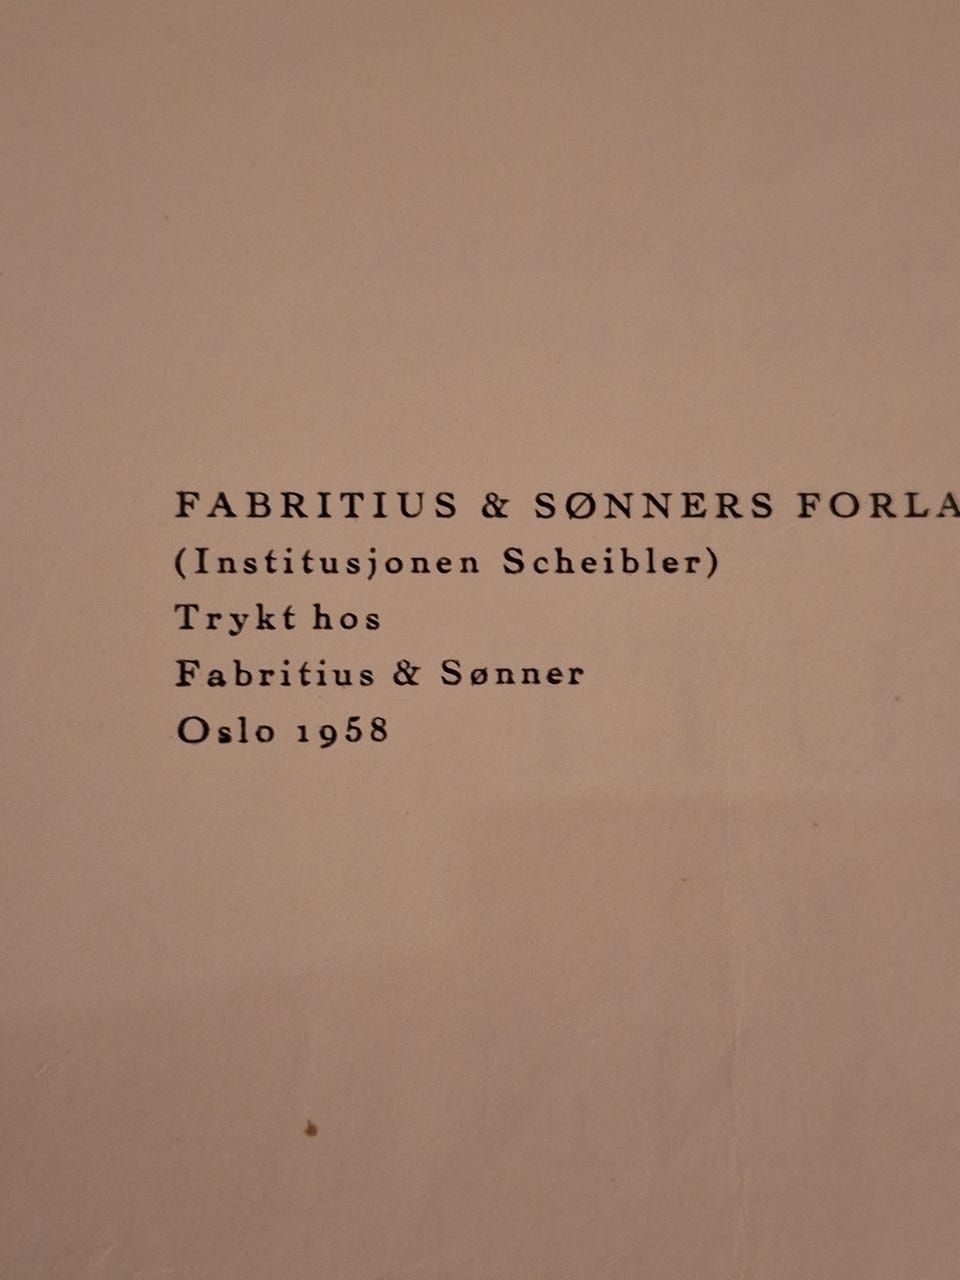 FABRITIUS & SØNNERS FORLA
(Institusjonen Scheibler)
Trykt hos
Fabritius & Sønner
Oslo 1958